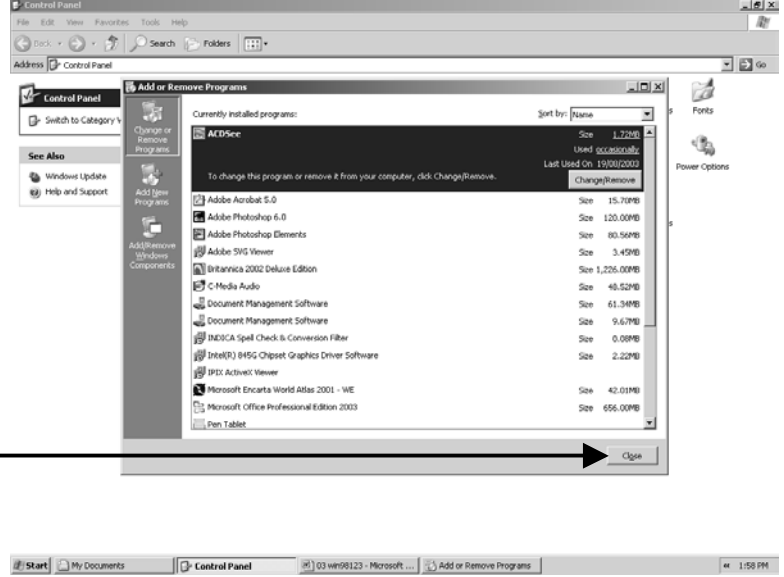 Control Panel
File Edit View Favorites Tools Help
Back Search Folders
Address Control Panel Go
Control Panel
Switch to Category V
See Also
Windows Update
Help and Support
Add or Remove Programs
Change or Remove Programs
Add New Programs
Add/Remove Windows Components
Currently installed programs: Sort by: Name
ACDSee Size 1.72MB
Used occasionally
Last Used On 19/08/2003
To change this program or remove it from your computer, click Change/Remove. Change/Remove
Adobe Acrobat 5.0 Size 15.70MB
Adobe Photoshop 6.0 Size 120.00MB
Adobe Photoshop Elements Size 80.56MB
Adobe SVG Viewer Size 3.45MB
Britannica 2002 Deluxe Edition Size 1,226.00MB
C-Media Audio Size 48.52MB
Document Management Software Size 61.34MB
Document Management Software Size 9.67MB
INDICA Spell Check & Conversion Filter Size 0.08MB
Intel(R) 845G Chipset Graphics Driver Software Size 2.22MB
IPIX ActiveX Viewer
Microsoft Encarta World Atlas 2001 - WE Size 42.01MB
Microsoft Office Professional Edition 2003 Size 656.00MB
Pen Tablet
Close
s Fonts
Power Options
s
Start My Documents Control Panel 03 win98123 - Microsoft ... Add or Remove Programs « 1:58 PM